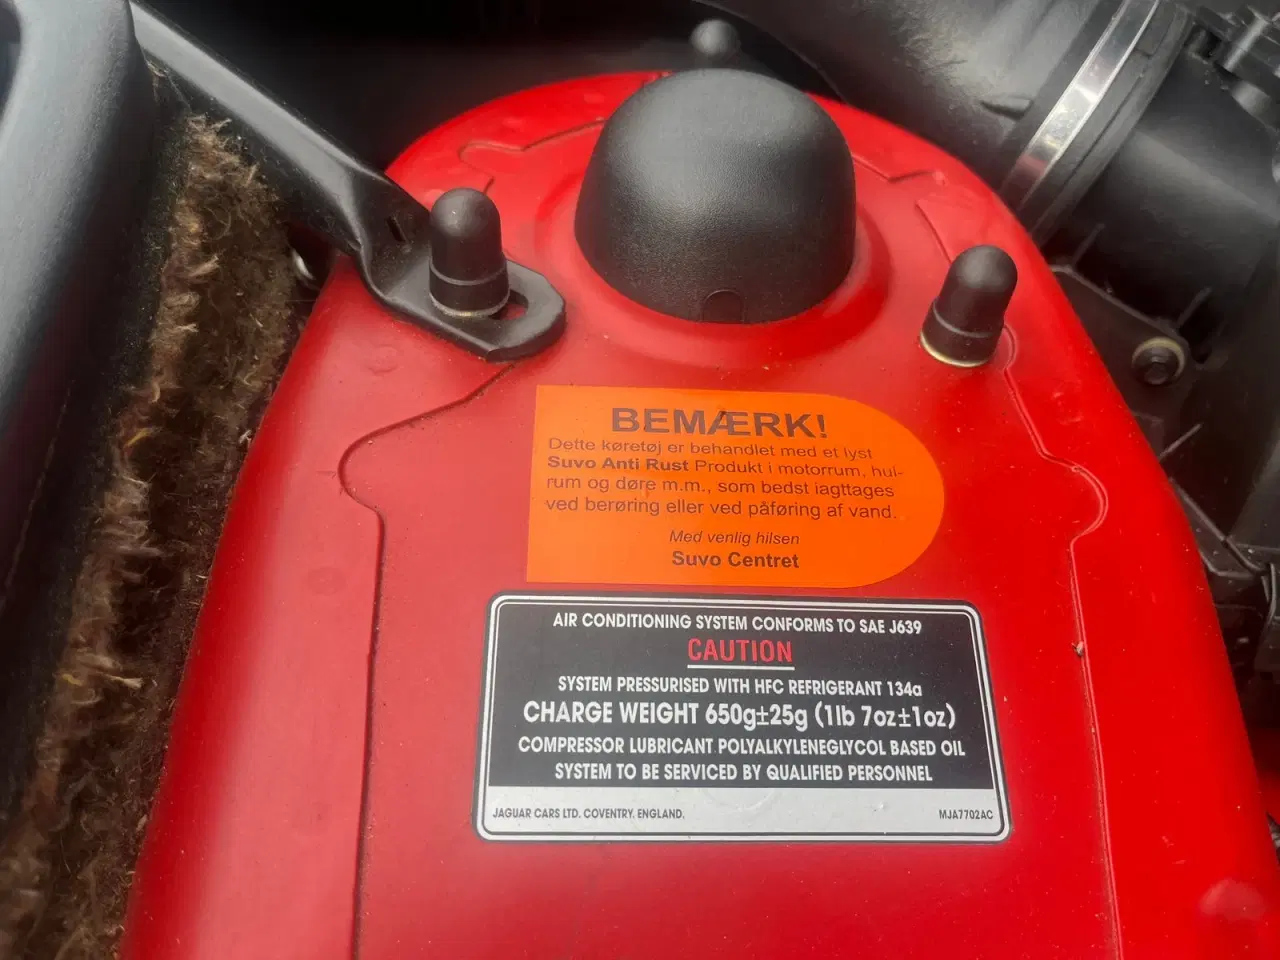 BEMÆRK!
Dette køretøj er behandlet med et lyst
Suvo Anti Rust Produkt i motorrum, hul-
rum og døre m.m., som bedst iagttages
ved berøring eller ved påføring af vand.
Med venlig hilsen
Suvo Centret
AIR CONDITIONING SYSTEM CONFORMS TO SAE J639
CAUTION
SYSTEM PRESSURISED WITH HFC REFRIGERANT 134a
CHARGE WEIGHT 650g±25g (1lb 7oz±1oz)
COMPRESSOR LUBRICANT POLYALKYLENEGLYCOL BASED OIL
SYSTEM TO BE SERVICED BY QUALIFIED PERSONNEL
JAGUAR CARS LTD. COVENTRY. ENGLAND. MJA7702AC